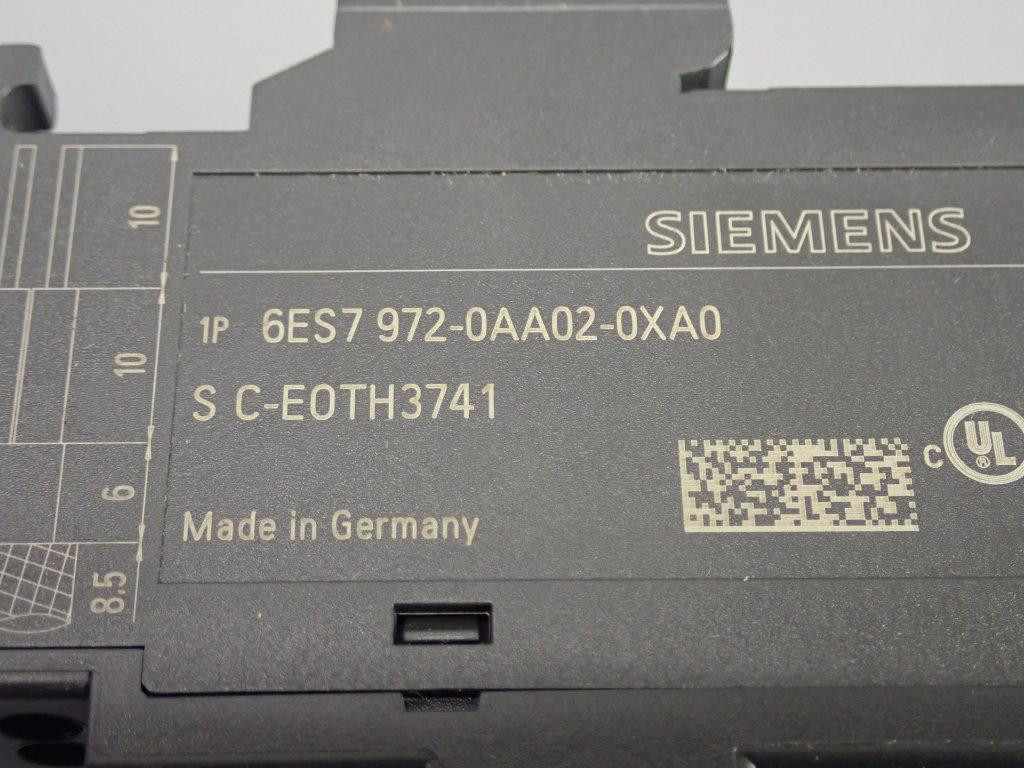 SIEMENS
1P 6ES7 972-0AA02-0XA0
S C-E0TH3741
C UL ®
Made in Germany
10
10
6
8.5